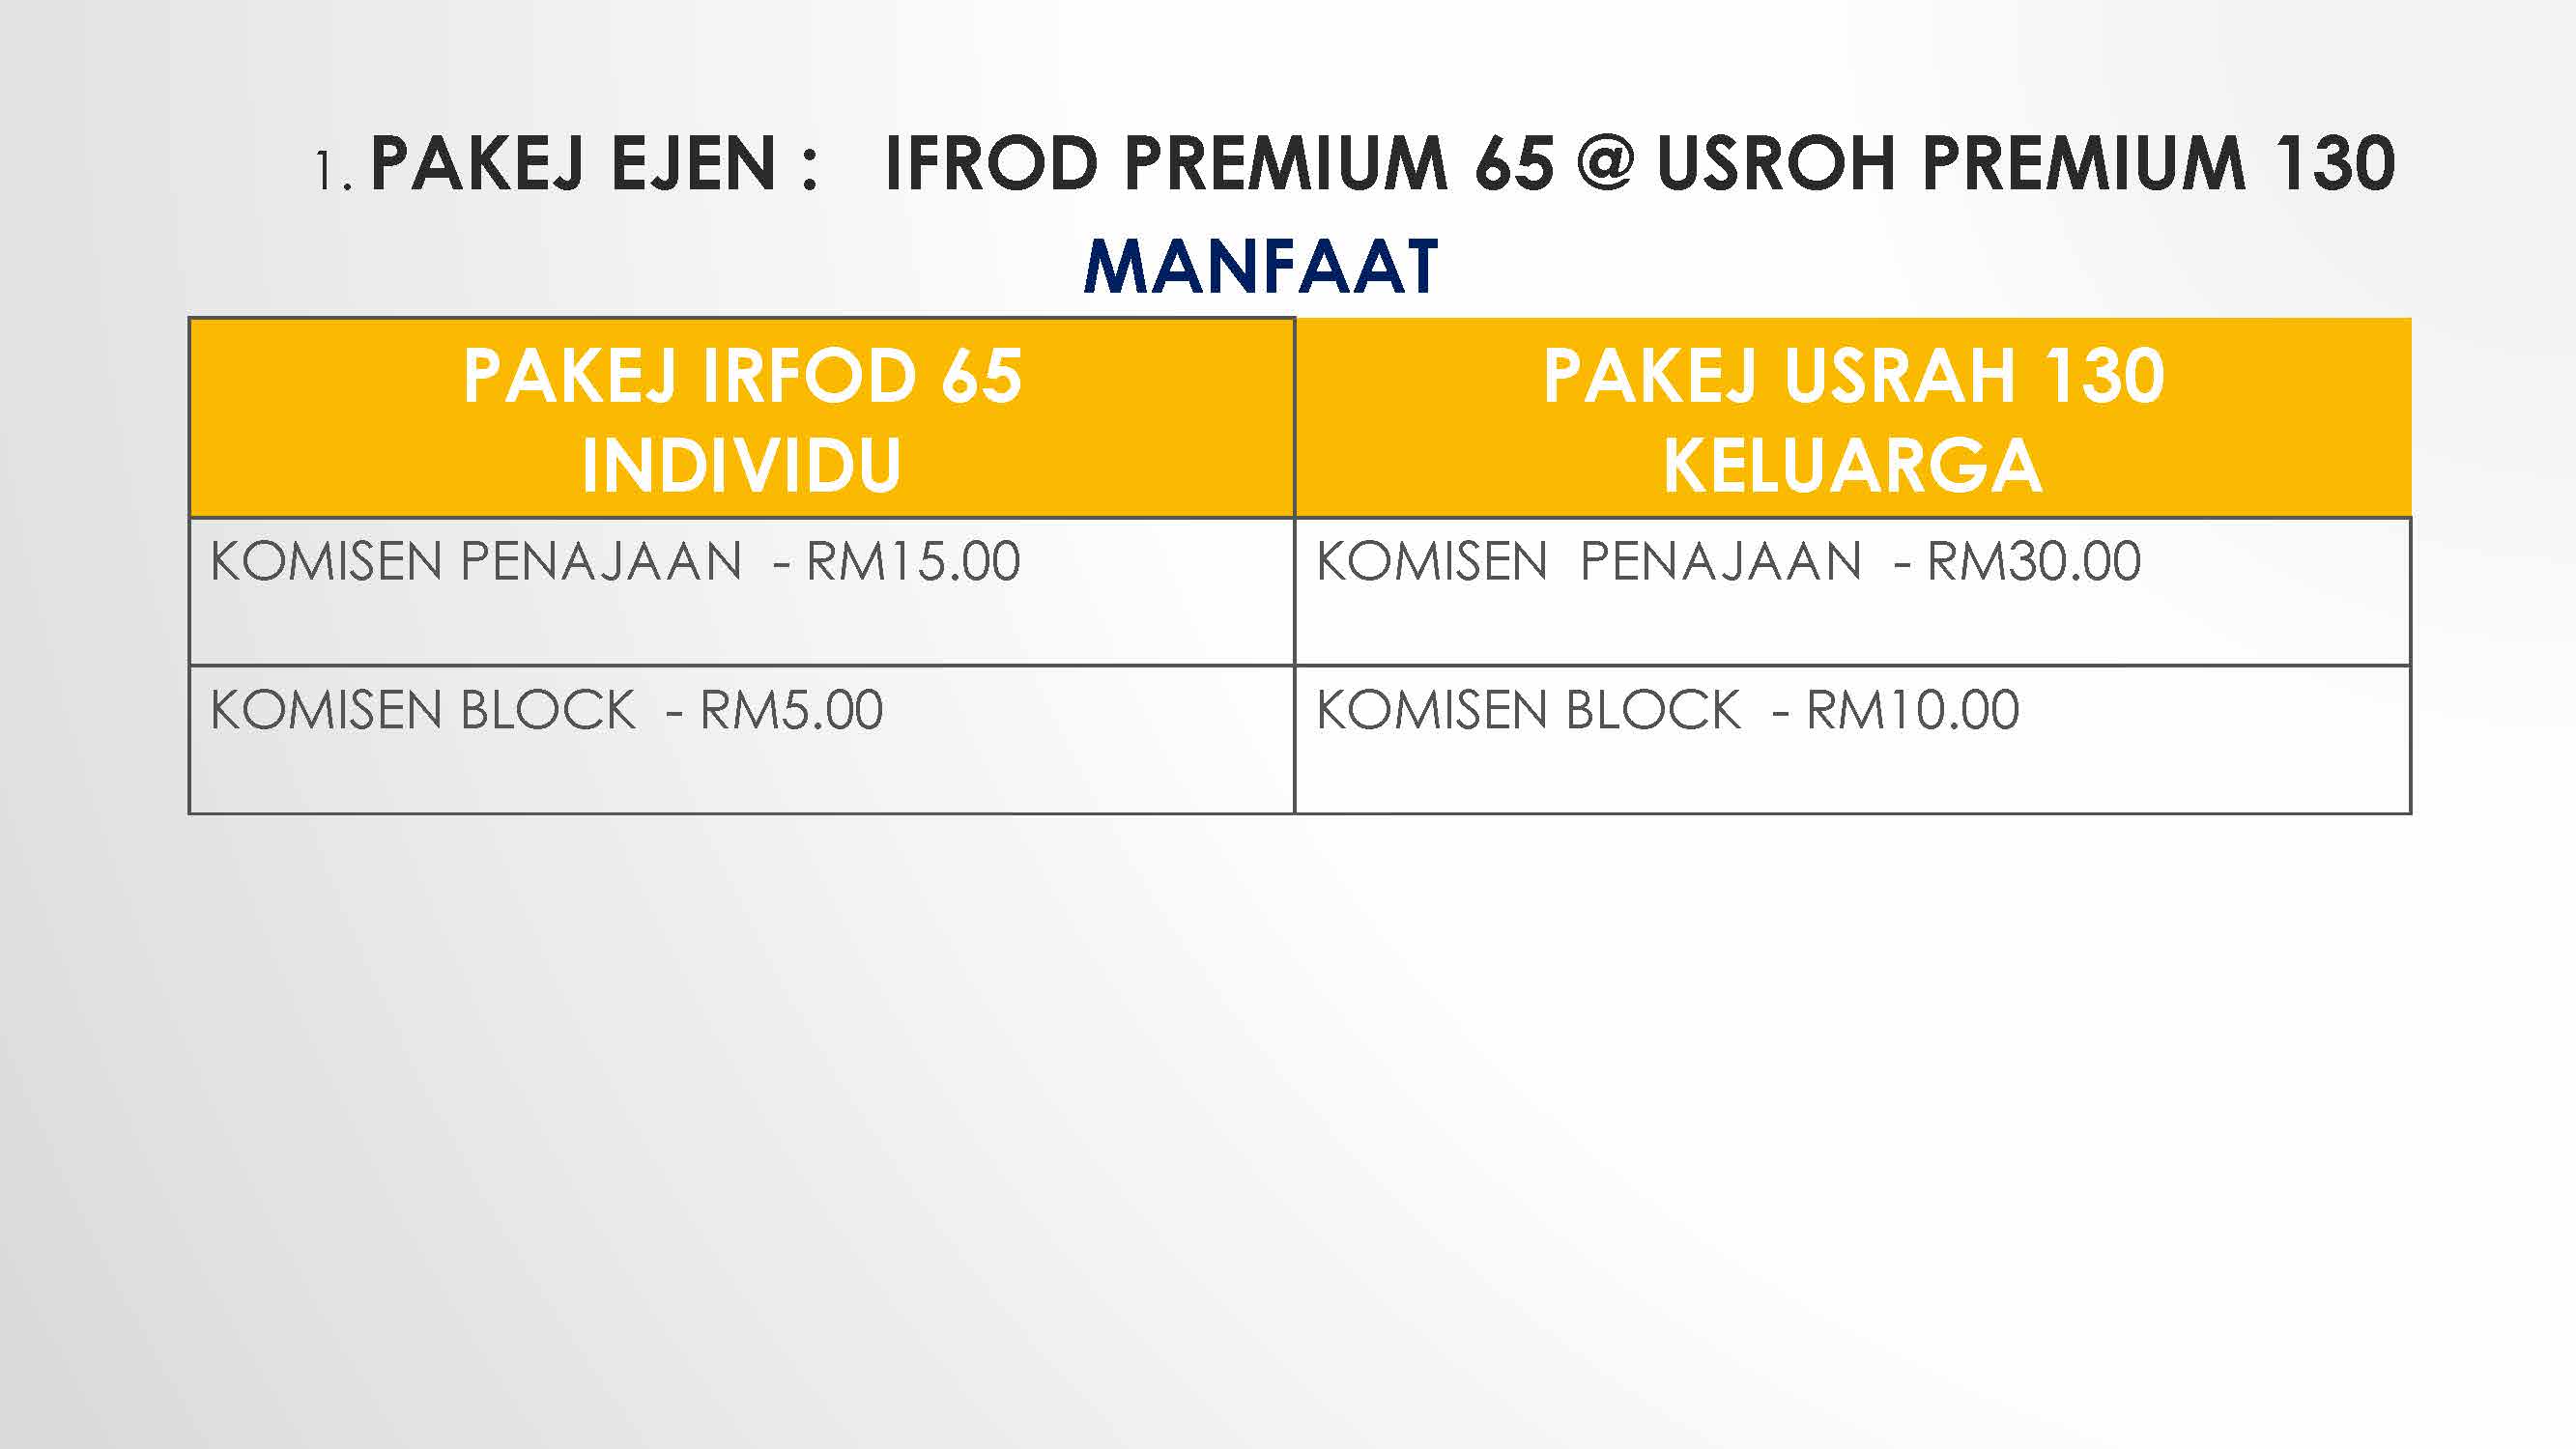 1. PAKEJ EJEN : IFROD PREMIUM 65 @ USROH PREMIUM 130
MANFAAT
PAKEJ IRFOD 65
INDIVIDU
PAKEJ USRAH 130
KELUARGA
KOMISEN PENAJAAN - RM15.00
KOMISEN PENAJAAN - RM30.00
KOMISEN BLOCK - RM5.00
KOMISEN BLOCK - RM10.00